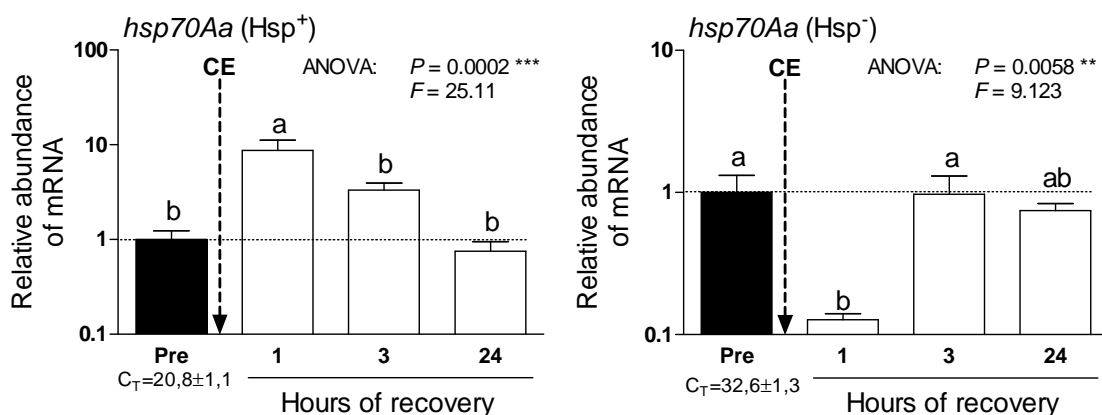 hsp70Aa (Hsp⁺)
100
10
1
0.1
Relative abundance
of mRNA
CE
ANOVA: P = 0.0002 ***
F = 25.11
b
a
b
b
Pre
1
3
24
C_T=20,8±1,1
Hours of recovery
hsp70Aa (Hsp⁻)
10
1
0.1
Relative abundance
of mRNA
CE
ANOVA: P = 0.0058 **
F = 9.123
a
b
a
ab
Pre
1
3
24
C_T=32,6±1,3
Hours of recovery